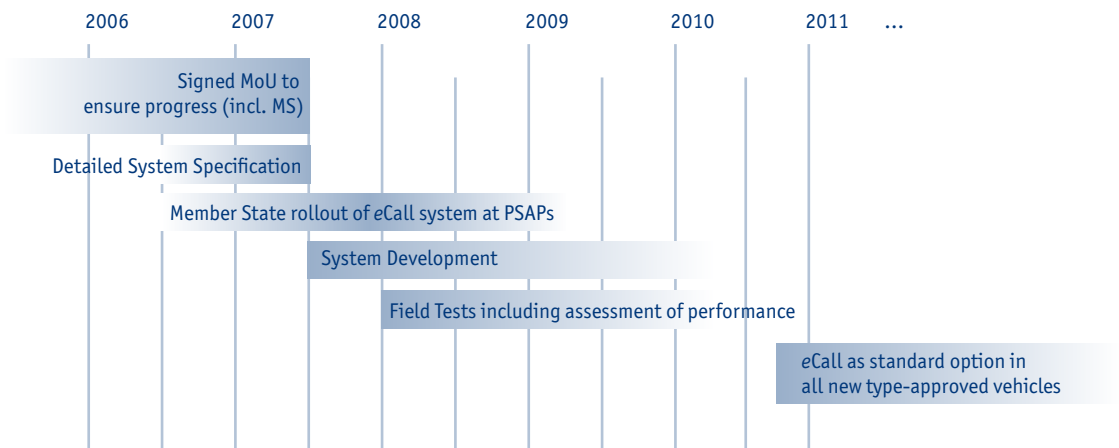 2006 2007 2008 2009 2010 2011 ...
Signed MoU to
ensure progress (incl. MS)
Detailed System Specification
Member State rollout of eCall system at PSAPs
System Development
Field Tests including assessment of performance
eCall as standard option in
all new type-approved vehicles